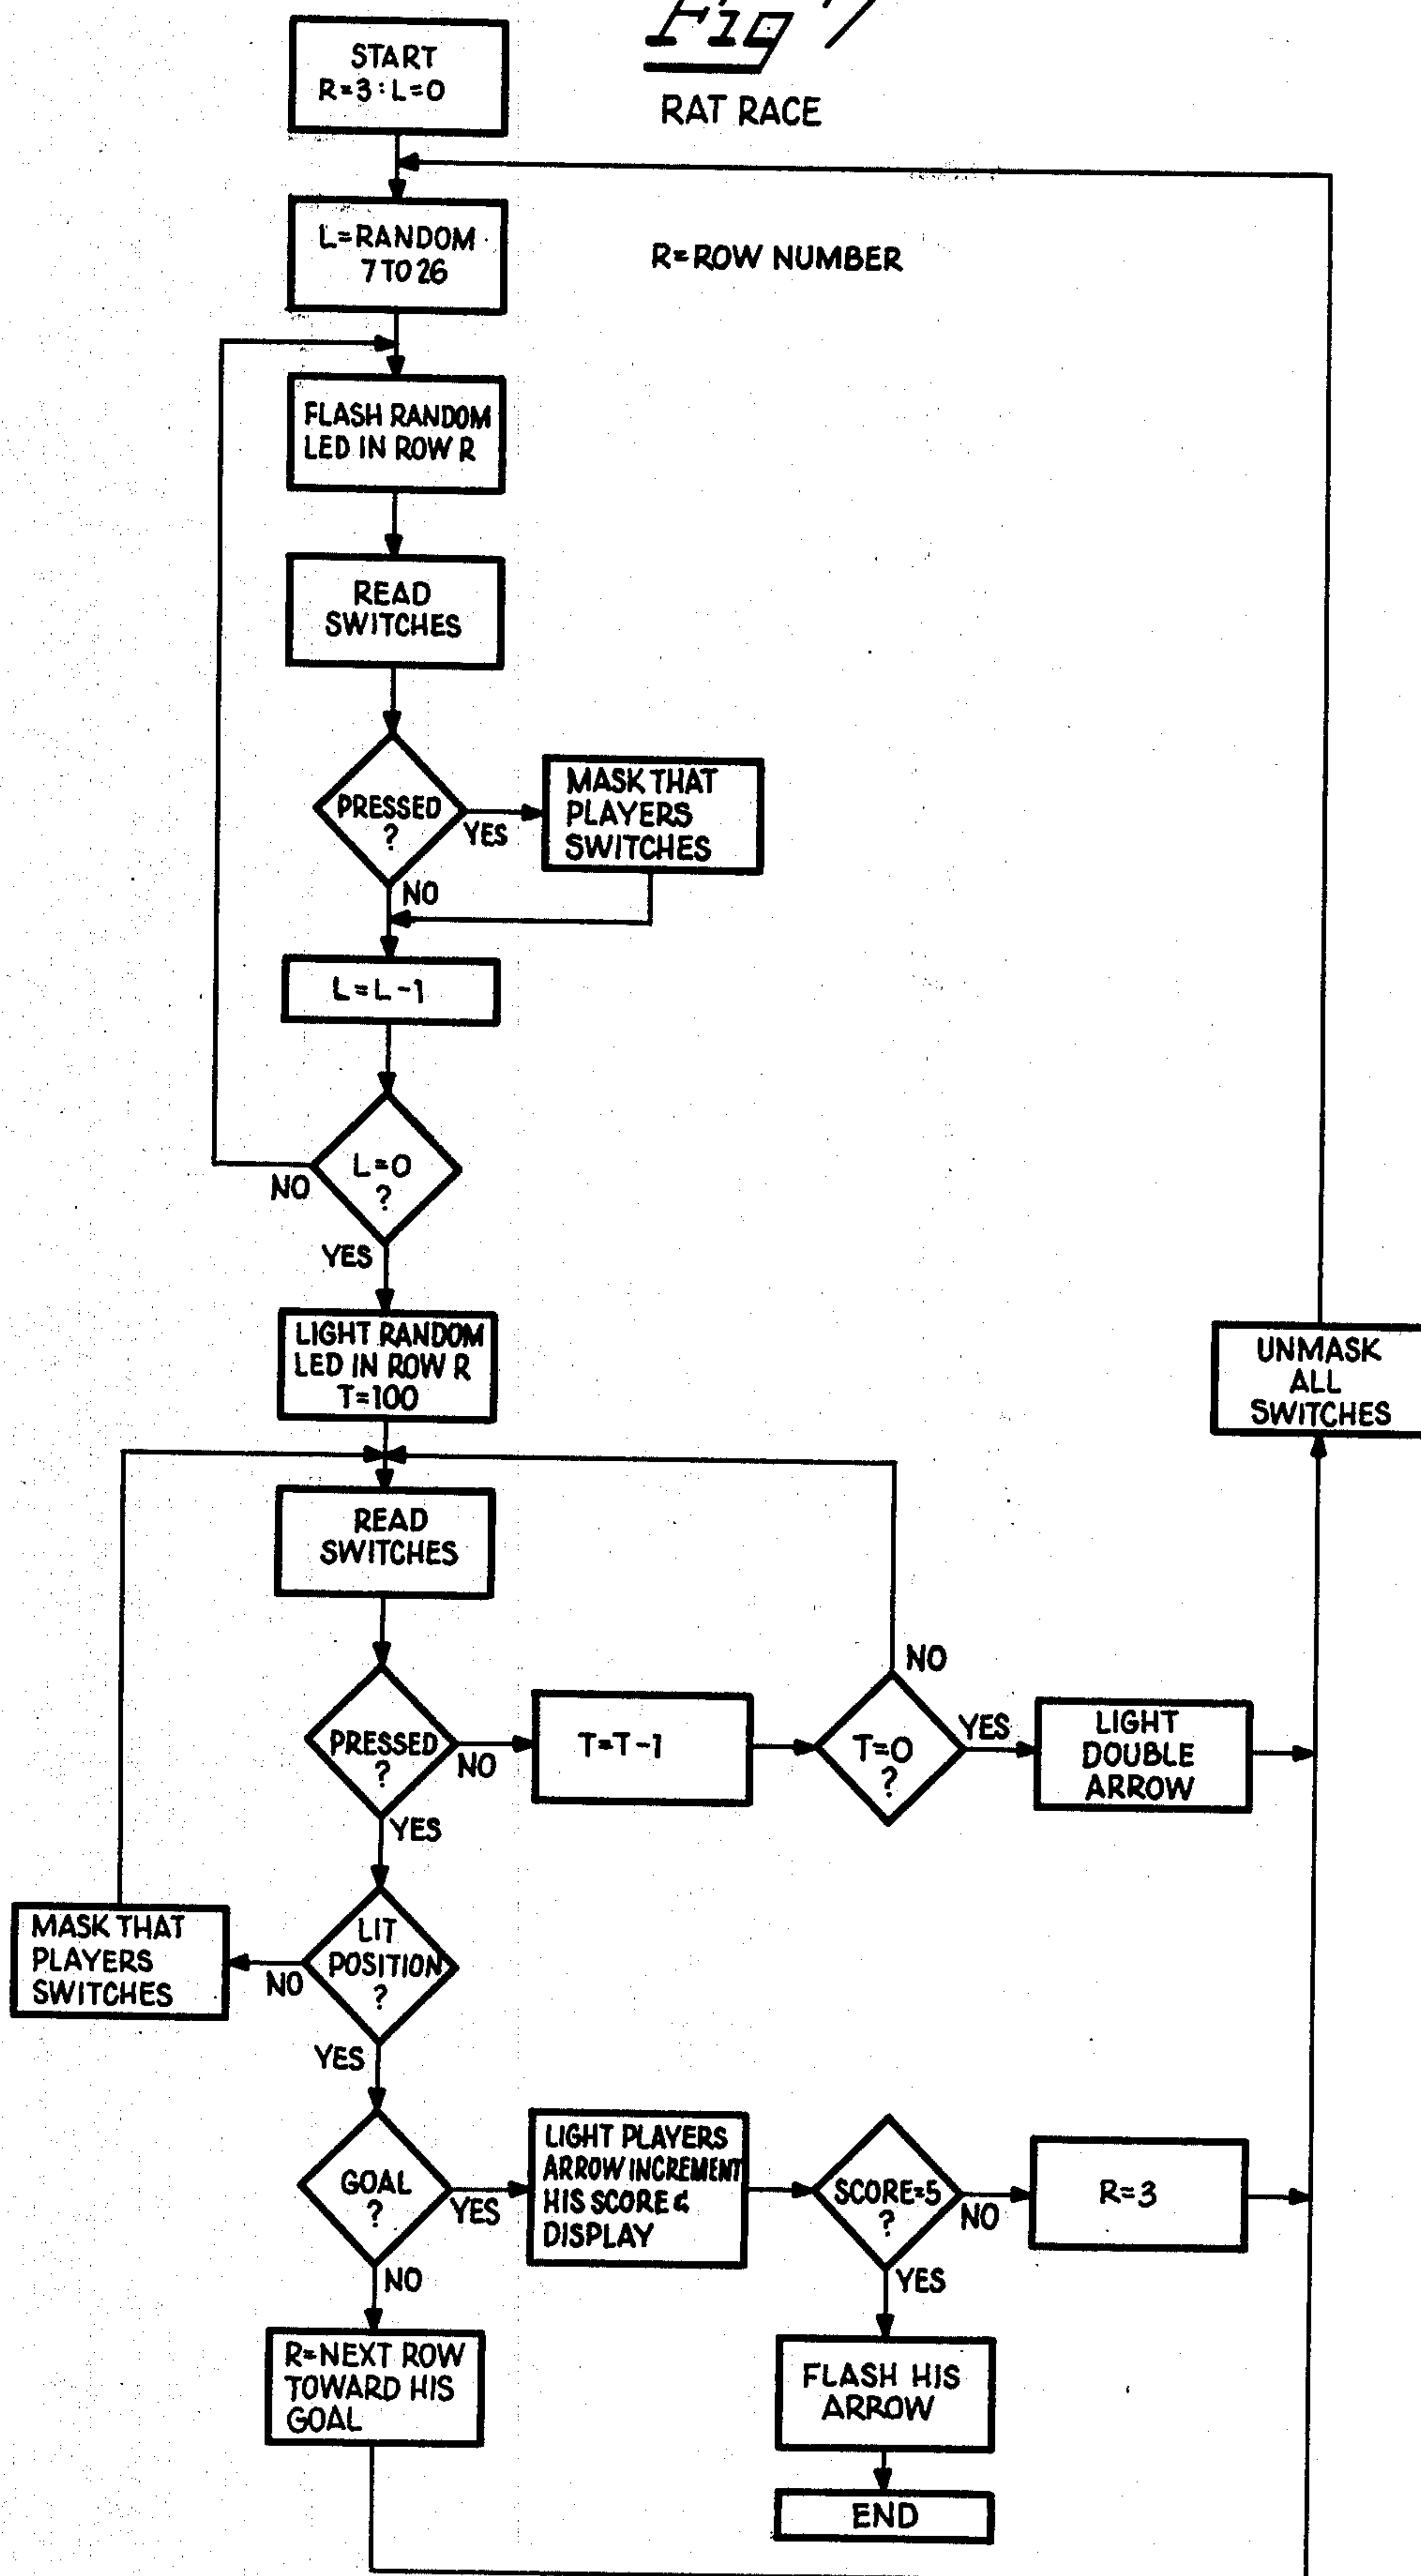 Fig 7
RAT RACE
START
R=3:L=0
L=RANDOM
7 TO 26
R=ROW NUMBER
FLASH RANDOM
LED IN ROW R
READ
SWITCHES
PRESSED
?
YES
MASK THAT
PLAYERS
SWITCHES
NO
L=L-1
L=0
?
NO
YES
LIGHT RANDOM
LED IN ROW R
T=100
UNMASK
ALL
SWITCHES
READ
SWITCHES
PRESSED
?
NO
T=T-1
T=0
?
NO
YES
LIGHT
DOUBLE
ARROW
YES
LIT
POSITION
?
NO
MASK THAT
PLAYERS
SWITCHES
YES
GOAL
?
YES
LIGHT PLAYERS
ARROW INCREMENT
HIS SCORE &
DISPLAY
SCORE=5
?
NO
R=3
NO
YES
R=NEXT ROW
TOWARD HIS
GOAL
FLASH HIS
ARROW
END